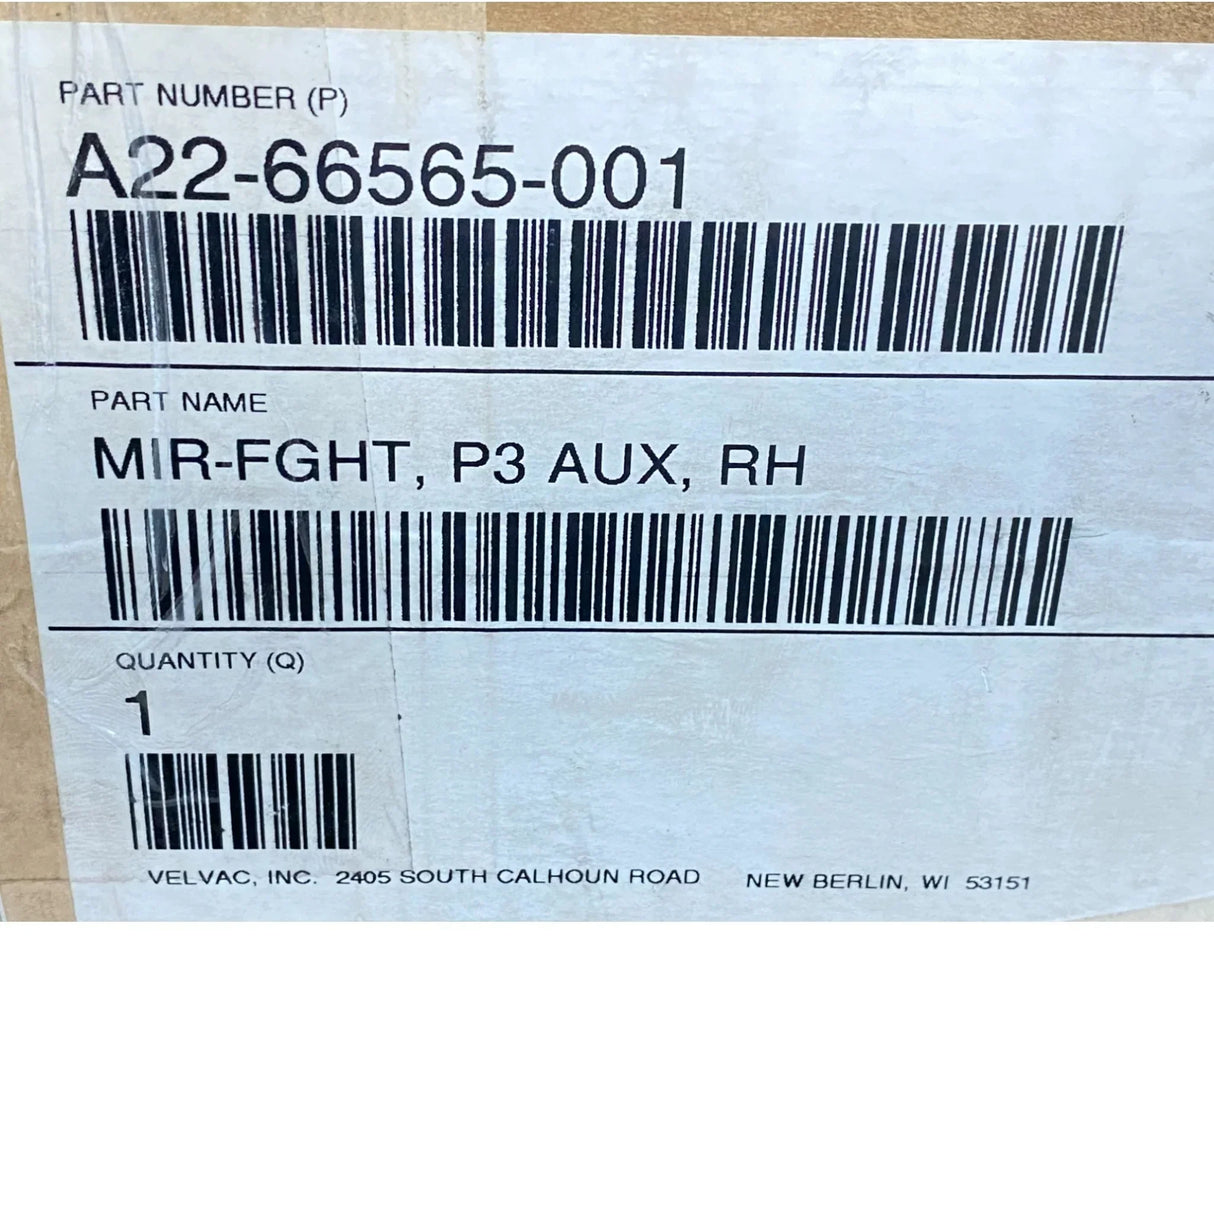 PART NUMBER (P)
A22-66565-001
PART NAME
MIR-FGHT, P3 AUX, RH
QUANTITY (Q)
1
VELVAC, INC. 2405 SOUTH CALHOUN ROAD NEW BERLIN, WI 53151